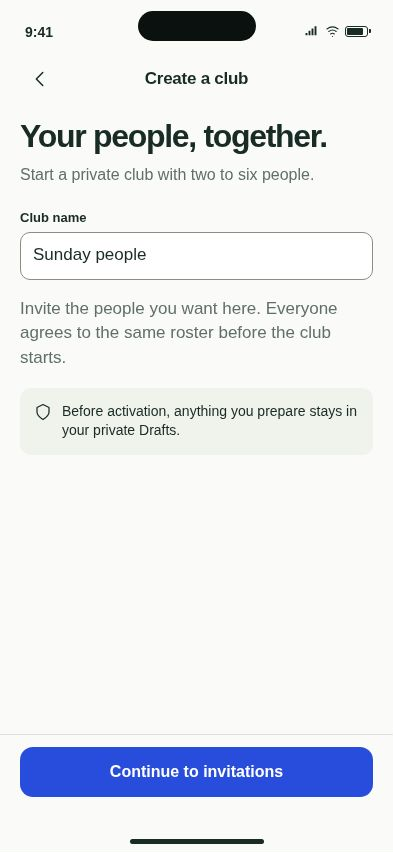 9:41
Create a club
Your people, together.
Start a private club with two to six people.
Club name
Sunday people
Invite the people you want here. Everyone
agrees to the same roster before the club
starts.
Before activation, anything you prepare stays in
your private Drafts.
Continue to invitations